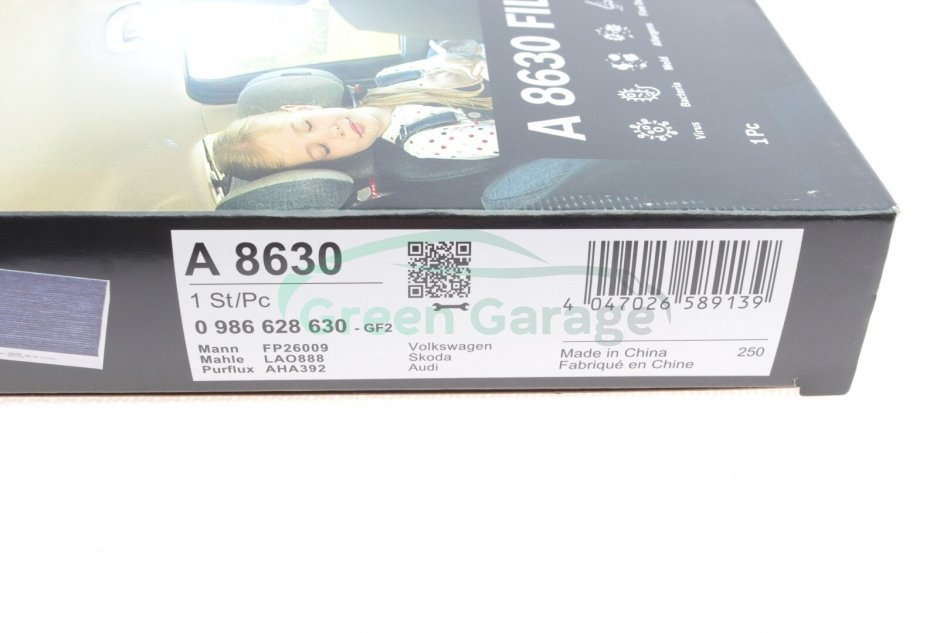 A 8630 FIL
Virus
Bacteria
Mold
Allergens
1 Pc
A 8630
1 St/Pc
0 986 628 630 - GF2
Mann FP26009
Mahle LAO888
Purflux AHA392
Volkswagen
Skoda
Audi
4 047026 589139
Made in China 250
Fabriqué en Chine
Green Garage